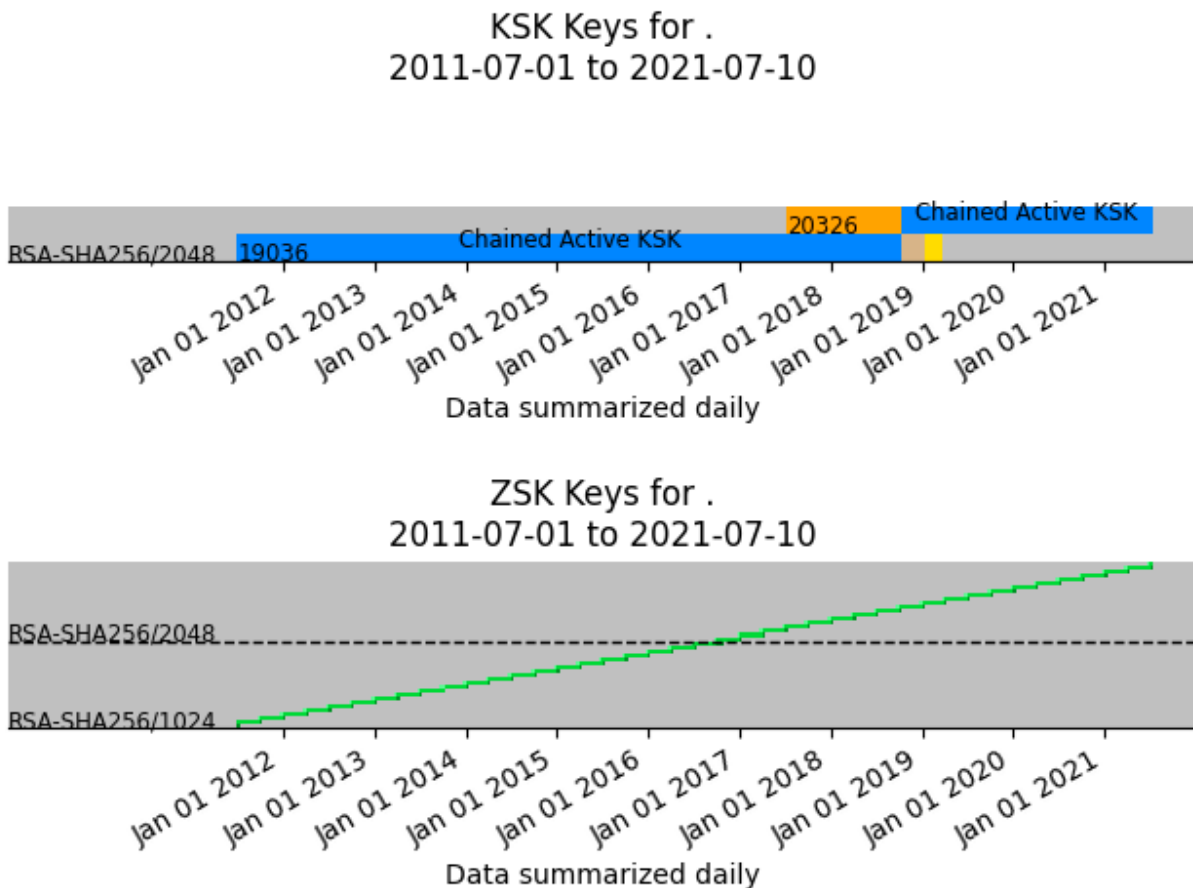 KSK Keys for .
2011-07-01 to 2021-07-10
Chained Active KSK
20326
Chained Active KSK
RSA-SHA256/2048
19036
Jan 01 2012
Jan 01 2013
Jan 01 2014
Jan 01 2015
Jan 01 2016
Jan 01 2017
Jan 01 2018
Jan 01 2019
Jan 01 2020
Jan 01 2021
Data summarized daily
ZSK Keys for .
2011-07-01 to 2021-07-10
RSA-SHA256/2048
RSA-SHA256/1024
Jan 01 2012
Jan 01 2013
Jan 01 2014
Jan 01 2015
Jan 01 2016
Jan 01 2017
Jan 01 2018
Jan 01 2019
Jan 01 2020
Jan 01 2021
Data summarized daily